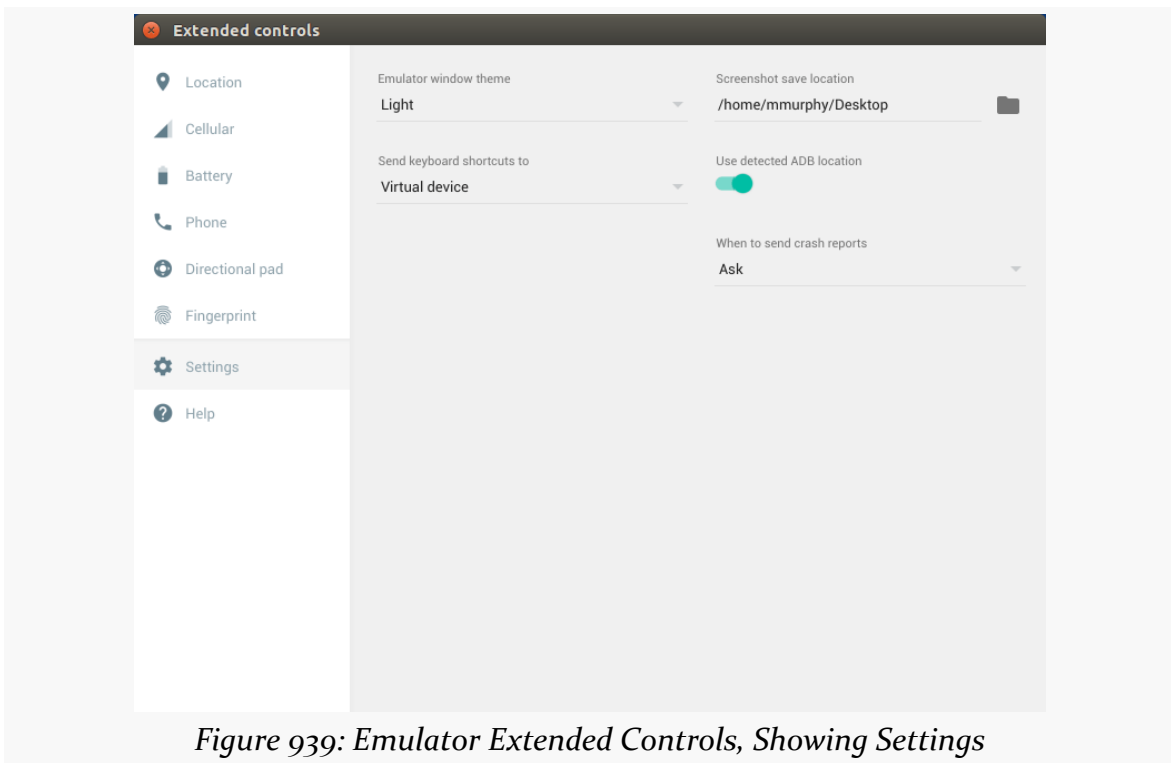 Extended controls
Location
Cellular
Battery
Phone
Directional pad
Fingerprint
Settings
Help
Emulator window theme
Light
Send keyboard shortcuts to
Virtual device
Screenshot save location
/home/mmurphy/Desktop
Use detected ADB location
When to send crash reports
Ask
Figure 939: Emulator Extended Controls, Showing Settings